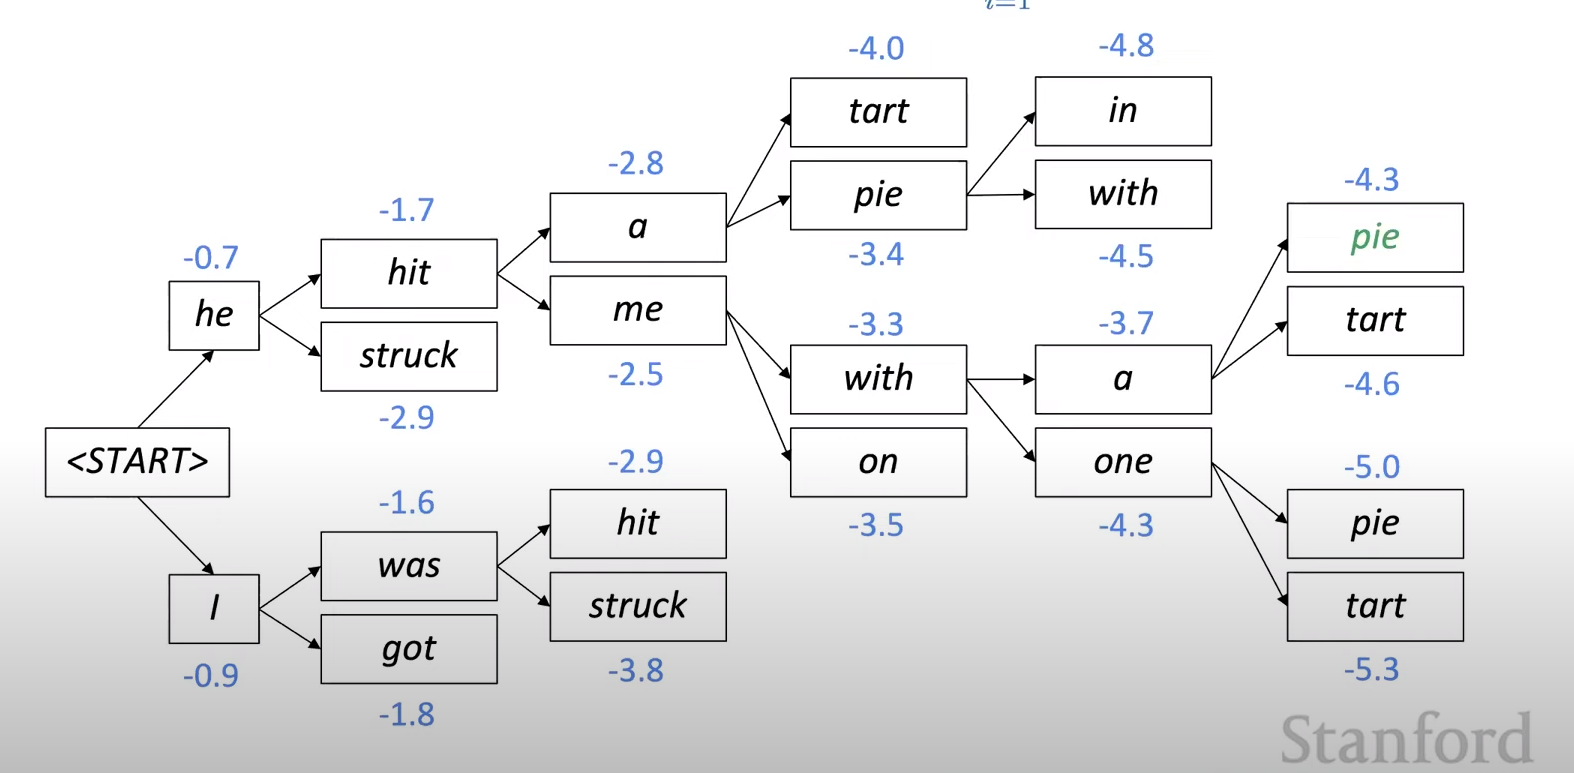 i=1
-4.0
-4.8
tart
in
-2.8
pie
with
-4.3
-1.7
a
-3.4
-4.5
pie
-0.7
hit
me
-3.3
-3.7
tart
he
struck
-2.5
with
a
-4.6
-2.9
<START>
-2.9
on
one
-5.0
-1.6
hit
-3.5
-4.3
pie
was
I
struck
tart
got
-0.9
-3.8
-5.3
-1.8
Stanford